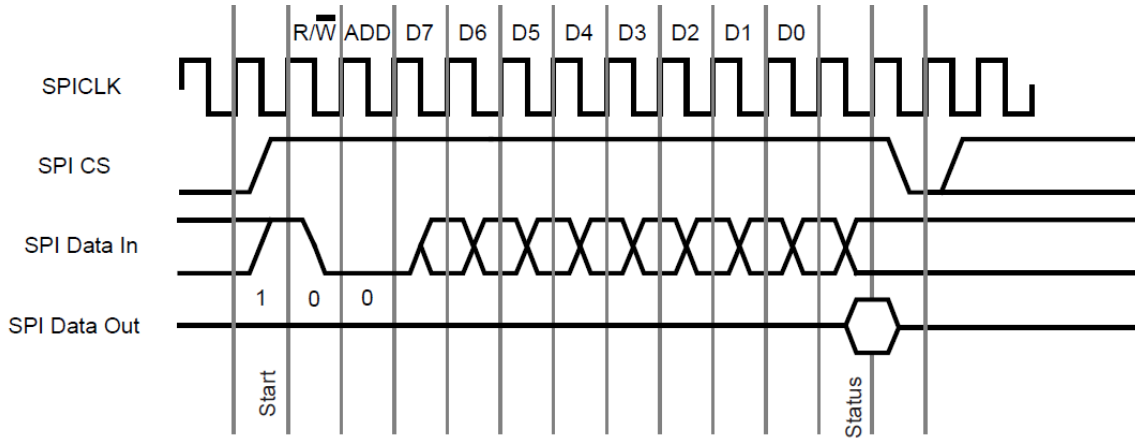 R/W̅ ADD D7 D6 D5 D4 D3 D2 D1 D0
SPICLK
SPI CS
SPI Data In
1 0 0
SPI Data Out
Start
Status